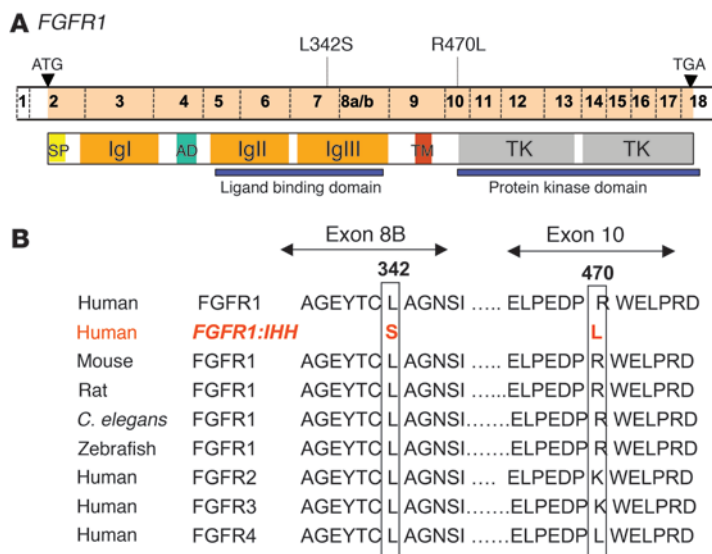 A FGFR1
L342S R470L
ATG TGA
1 2 3 4 5 6 7 8a/b 9 10 11 12 13 14 15 16 17 18
SP IgI AD IgII IgIII TM TK TK
Ligand binding domain Protein kinase domain
B Exon 8B Exon 10
342 470
Human FGFR1 AGEYTC L AGNSI ..... ELPEDP R WELPRD
Human FGFR1:IHH S L
Mouse FGFR1 AGEYTC L AGNSI ..... ELPEDP R WELPRD
Rat FGFR1 AGEYTC L AGNSI ..... ELPEDP R WELPRD
C. elegans FGFR1 AGEYTC L AGNSI....... ELPEDP R WELPRD
Zebrafish FGFR1 AGEYTC L AGNSI....... ELPEDP R WELPRD
Human FGFR2 AGEYTC L AGNSI .... ELPEDP K WELPRD
Human FGFR3 AGEYTC L AGNSI....... ELPEDP K WELPRD
Human FGFR4 AGEYTC L AGNSI ...... ELPEDP L WELPRD